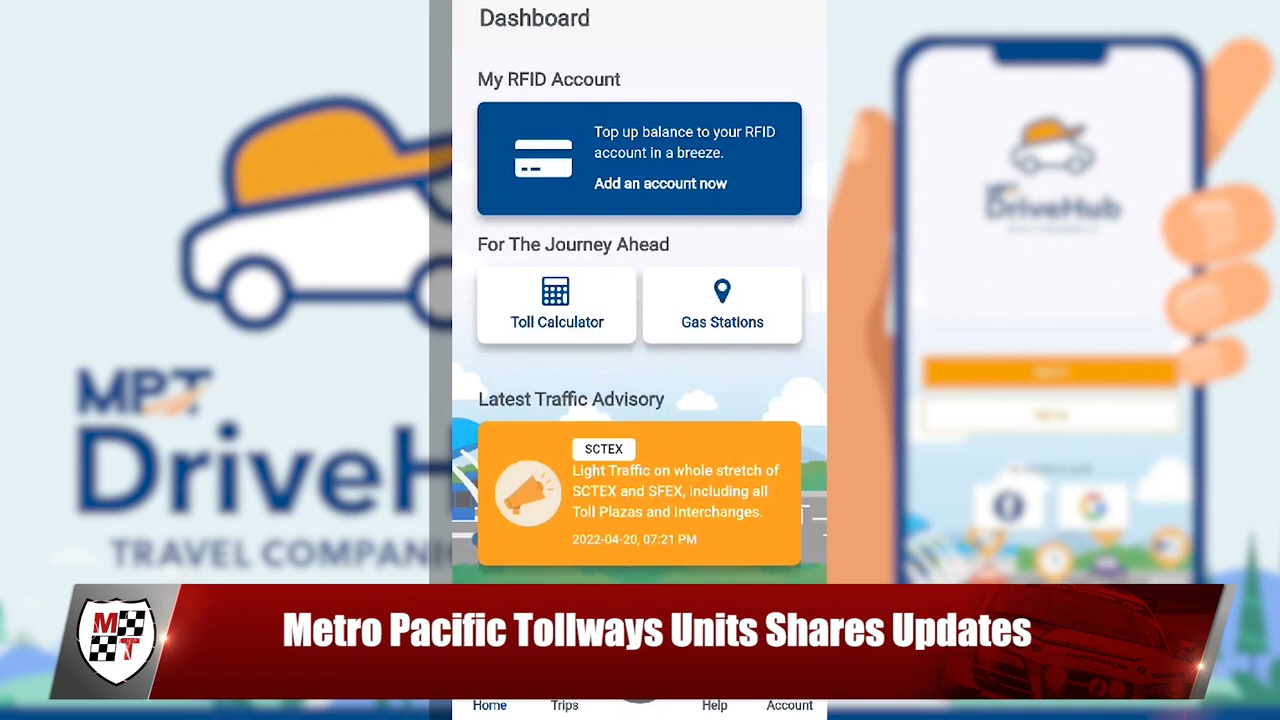 Dashboard
My RFID Account
Top up balance to your RFID
account in a breeze.
Add an account now
For The Journey Ahead
Toll Calculator
Gas Stations
Latest Traffic Advisory
SCTEX
Light Traffic on whole stretch of
SCTEX and SFEX, including all
Toll Plazas and Interchanges.
2022-04-20, 07:21 PM
MPT
DriveH
TRAVEL COMPANI
DriveHub
M
T
Metro Pacific Tollways Units Shares Updates
Home
Trips
Help
Account